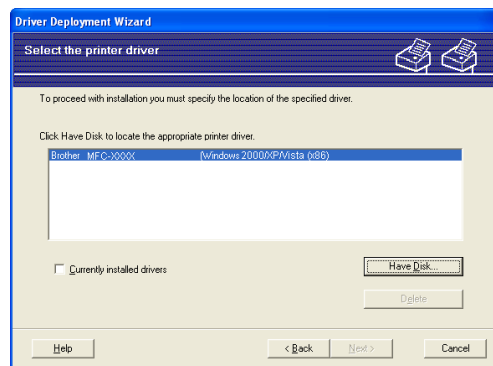 Driver Deployment Wizard
Select the printer driver
To proceed with installation you must specify the location of the specified driver.
Click Have Disk to locate the appropriate printer driver.
Brother MFC-XXXX (Windows 2000/XP/Vista (x86)
Currently installed drivers
Have Disk...
Delete
Help
< Back
Next >
Cancel